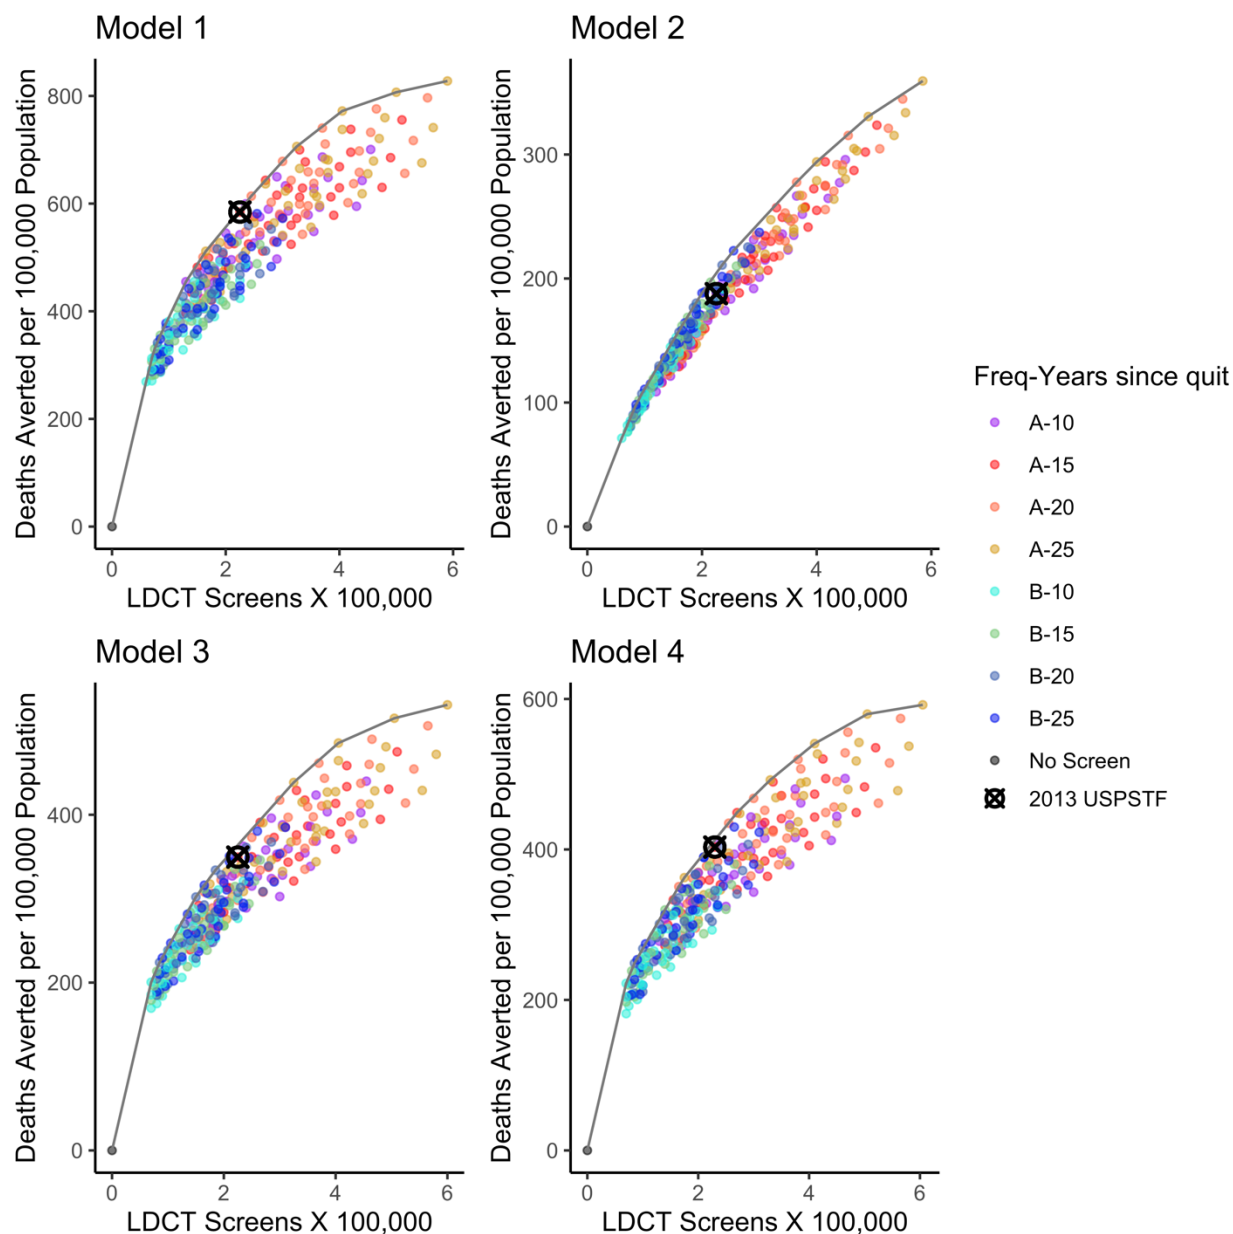 Model 1
Deaths Averted per 100,000 Population
800
600
400
200
0
0 2 4 6
LDCT Screens X 100,000
Model 2
Deaths Averted per 100,000 Population
300
200
100
0
0 2 4 6
LDCT Screens X 100,000
Model 3
Deaths Averted per 100,000 Population
400
200
0
0 2 4 6
LDCT Screens X 100,000
Model 4
Deaths Averted per 100,000 Population
600
400
200
0
0 2 4 6
LDCT Screens X 100,000
Freq-Years since quit
A-10
A-15
A-20
A-25
B-10
B-15
B-20
B-25
No Screen
2013 USPSTF